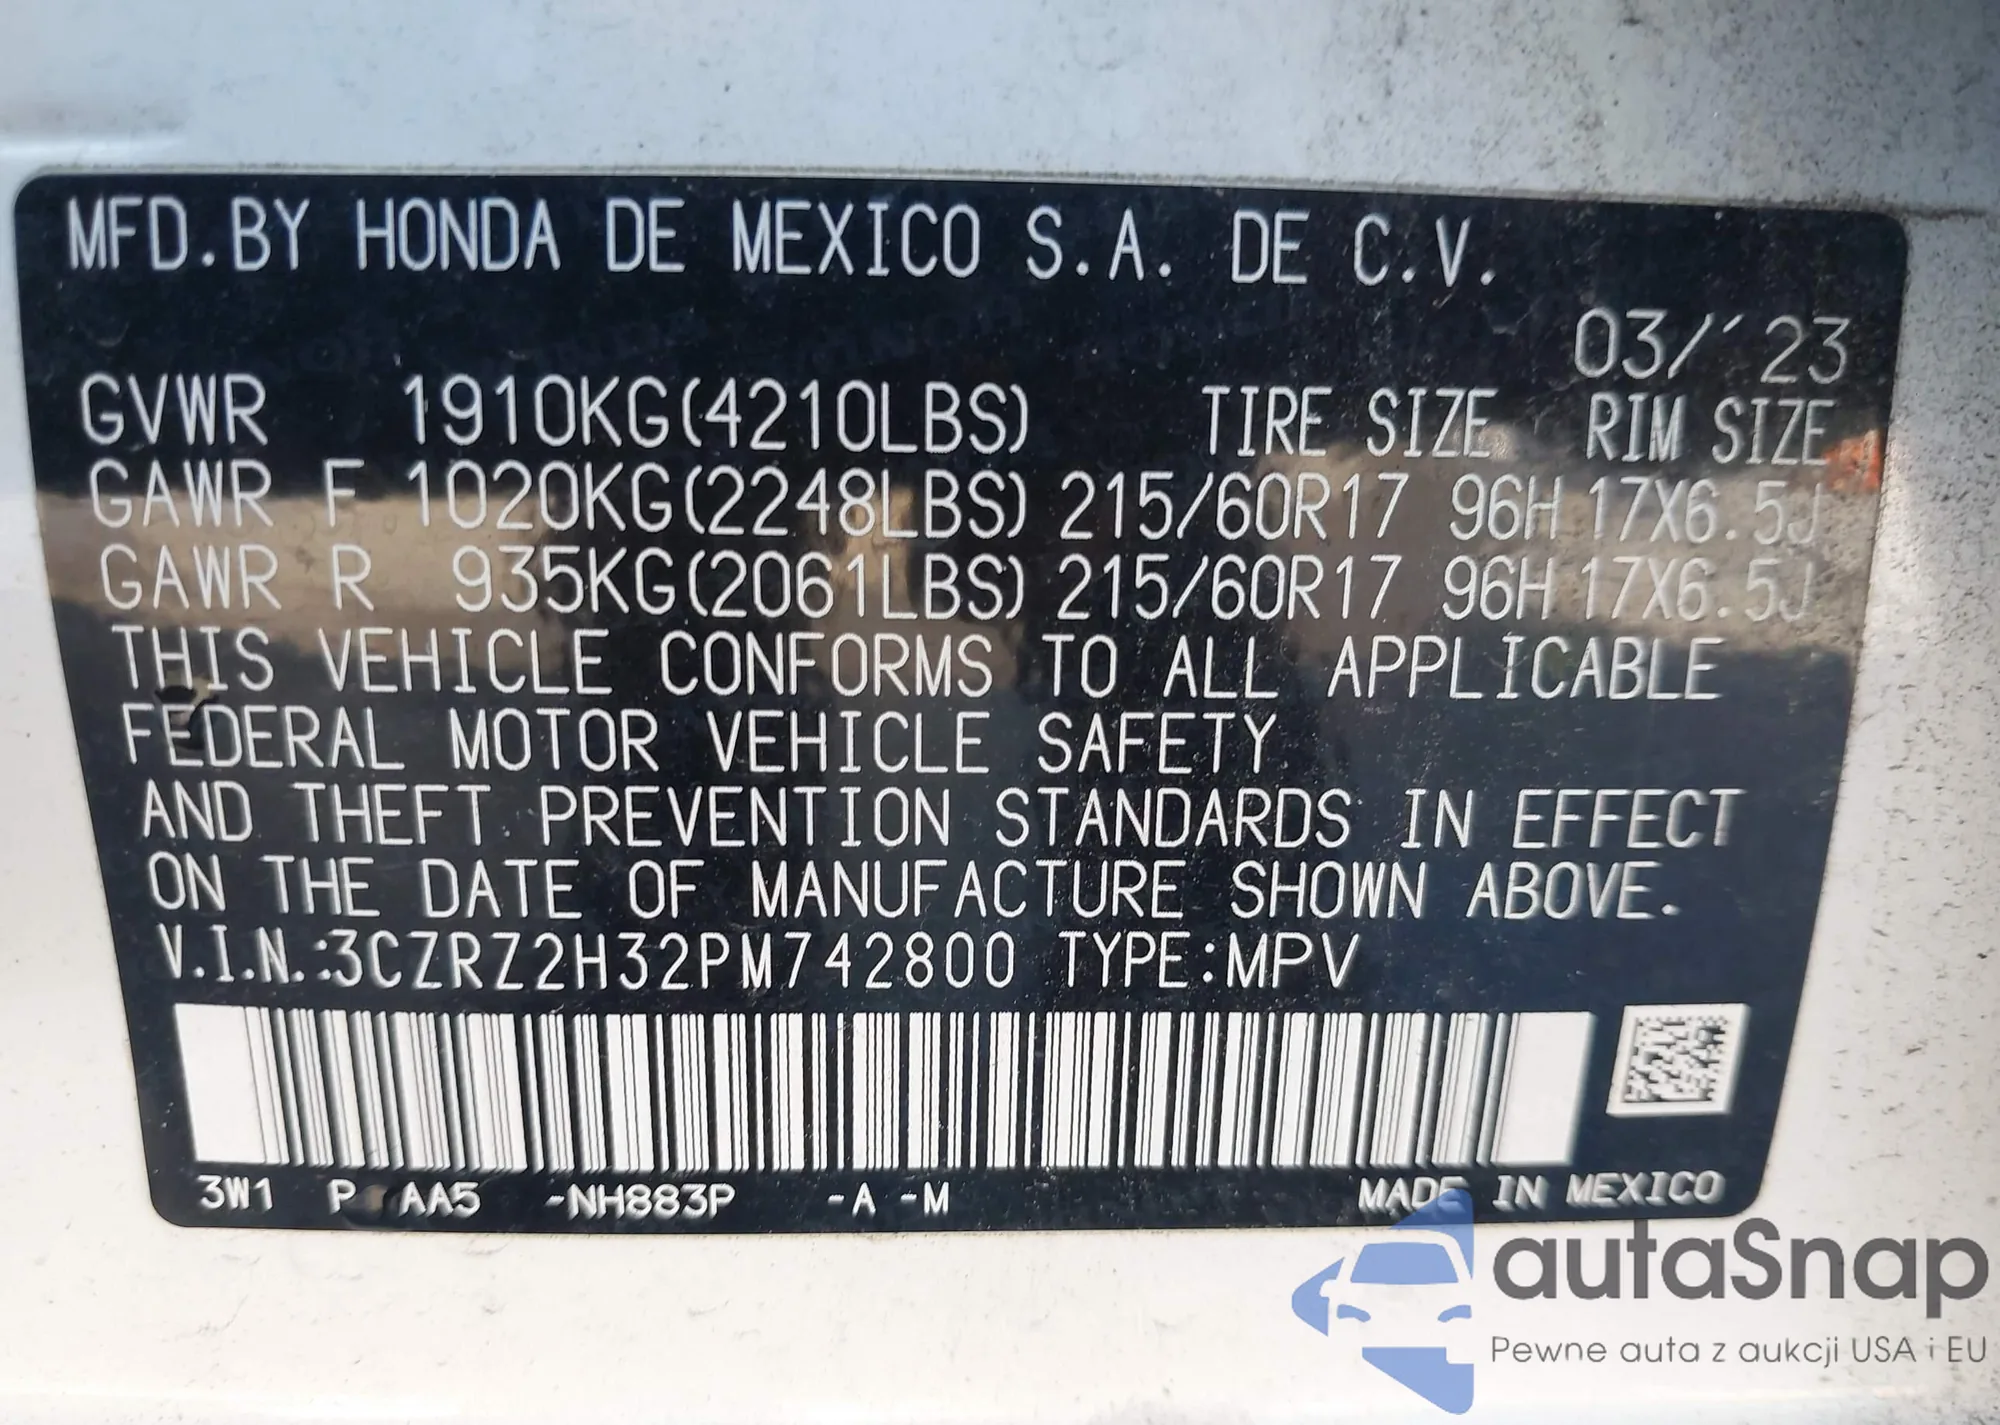 MFD.BY HONDA DE MEXICO S.A. DE C.V.
03/'23
GVWR 1910KG(4210LBS) TIRE SIZE RIM SIZE
GAWR F 1020KG(2248LBS) 215/60R17 96H 17X6.5J
GAWR R 935KG(2061LBS) 215/60R17 96H 17X6.5J
THIS VEHICLE CONFORMS TO ALL APPLICABLE
FEDERAL MOTOR VEHICLE SAFETY
AND THEFT PREVENTION STANDARDS IN EFFECT
ON THE DATE OF MANUFACTURE SHOWN ABOVE.
V.I.N.:3CZRZ2H32PM742800 TYPE:MPV
3W1 P AA5 -NH883P -A -M MADE IN MEXICO
autaSnap
Pewne auta z aukcji USA i EU